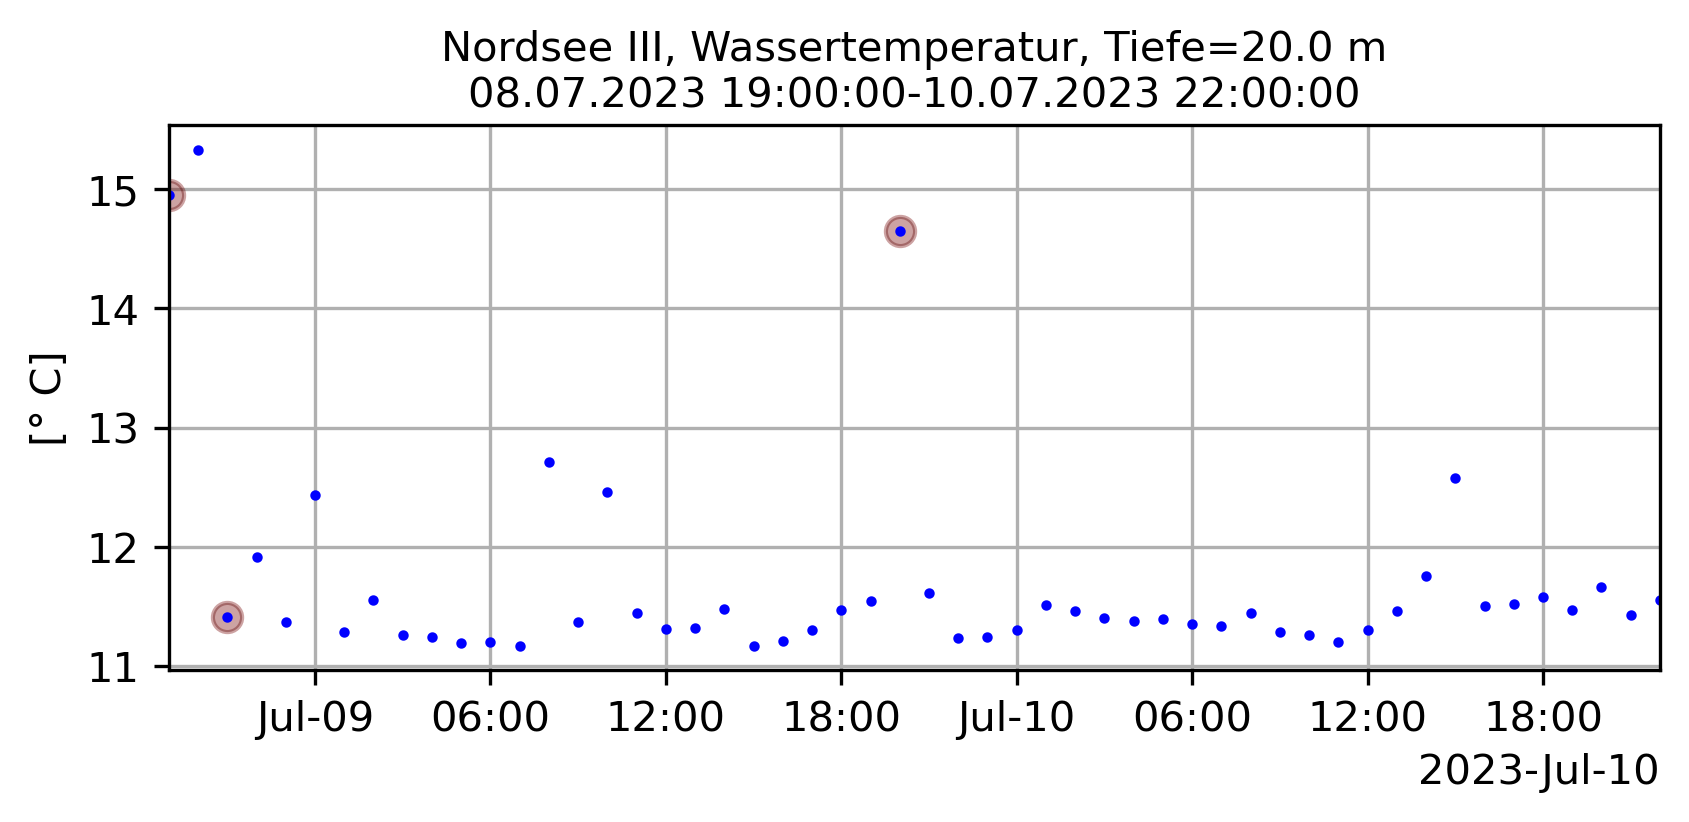 Nordsee III, Wassertemperatur, Tiefe=20.0 m
08.07.2023 19:00:00-10.07.2023 22:00:00
[° C]
15
14
13
12
11
Jul-09 06:00 12:00 18:00 Jul-10 06:00 12:00 18:00
2023-Jul-10